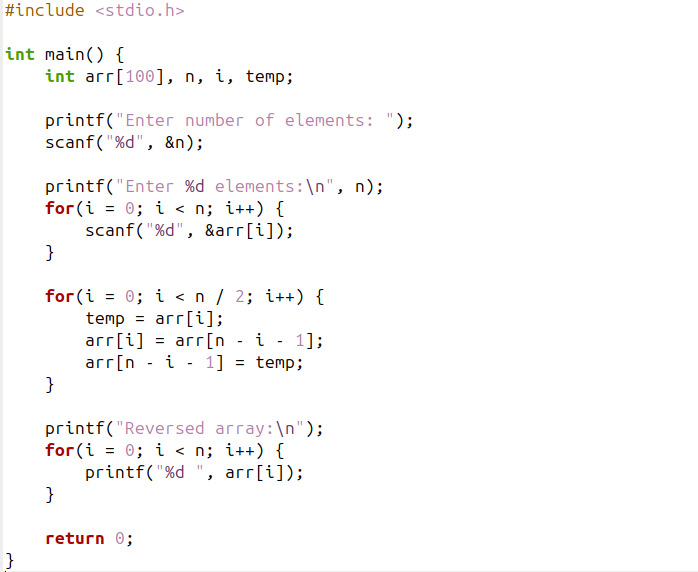 #include <stdio.h>

int main() {
    int arr[100], n, i, temp;

    printf("Enter number of elements: ");
    scanf("%d", &n);

    printf("Enter %d elements:\n", n);
    for(i = 0; i < n; i++) {
        scanf("%d", &arr[i]);
    }

    for(i = 0; i < n / 2; i++) {
        temp = arr[i];
        arr[i] = arr[n - i - 1];
        arr[n - i - 1] = temp;
    }

    printf("Reversed array:\n");
    for(i = 0; i < n; i++) {
        printf("%d ", arr[i]);
    }

    return 0;
}